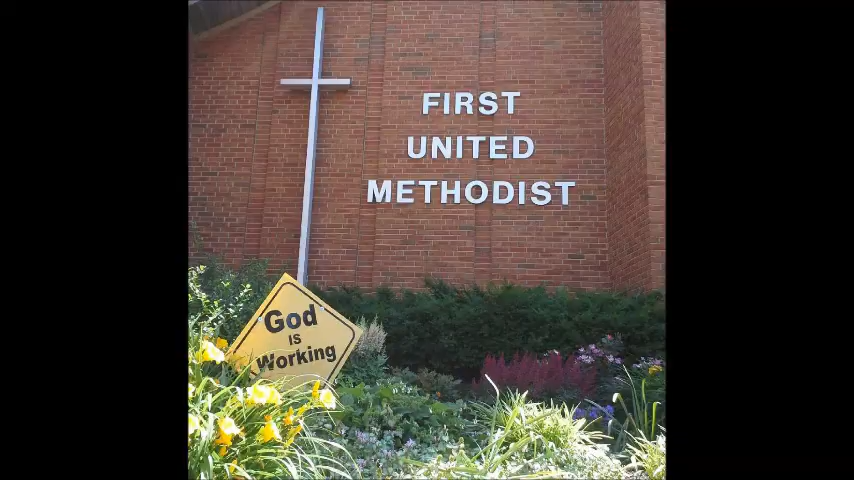 FIRST
UNITED
METHODIST
God
is
Working